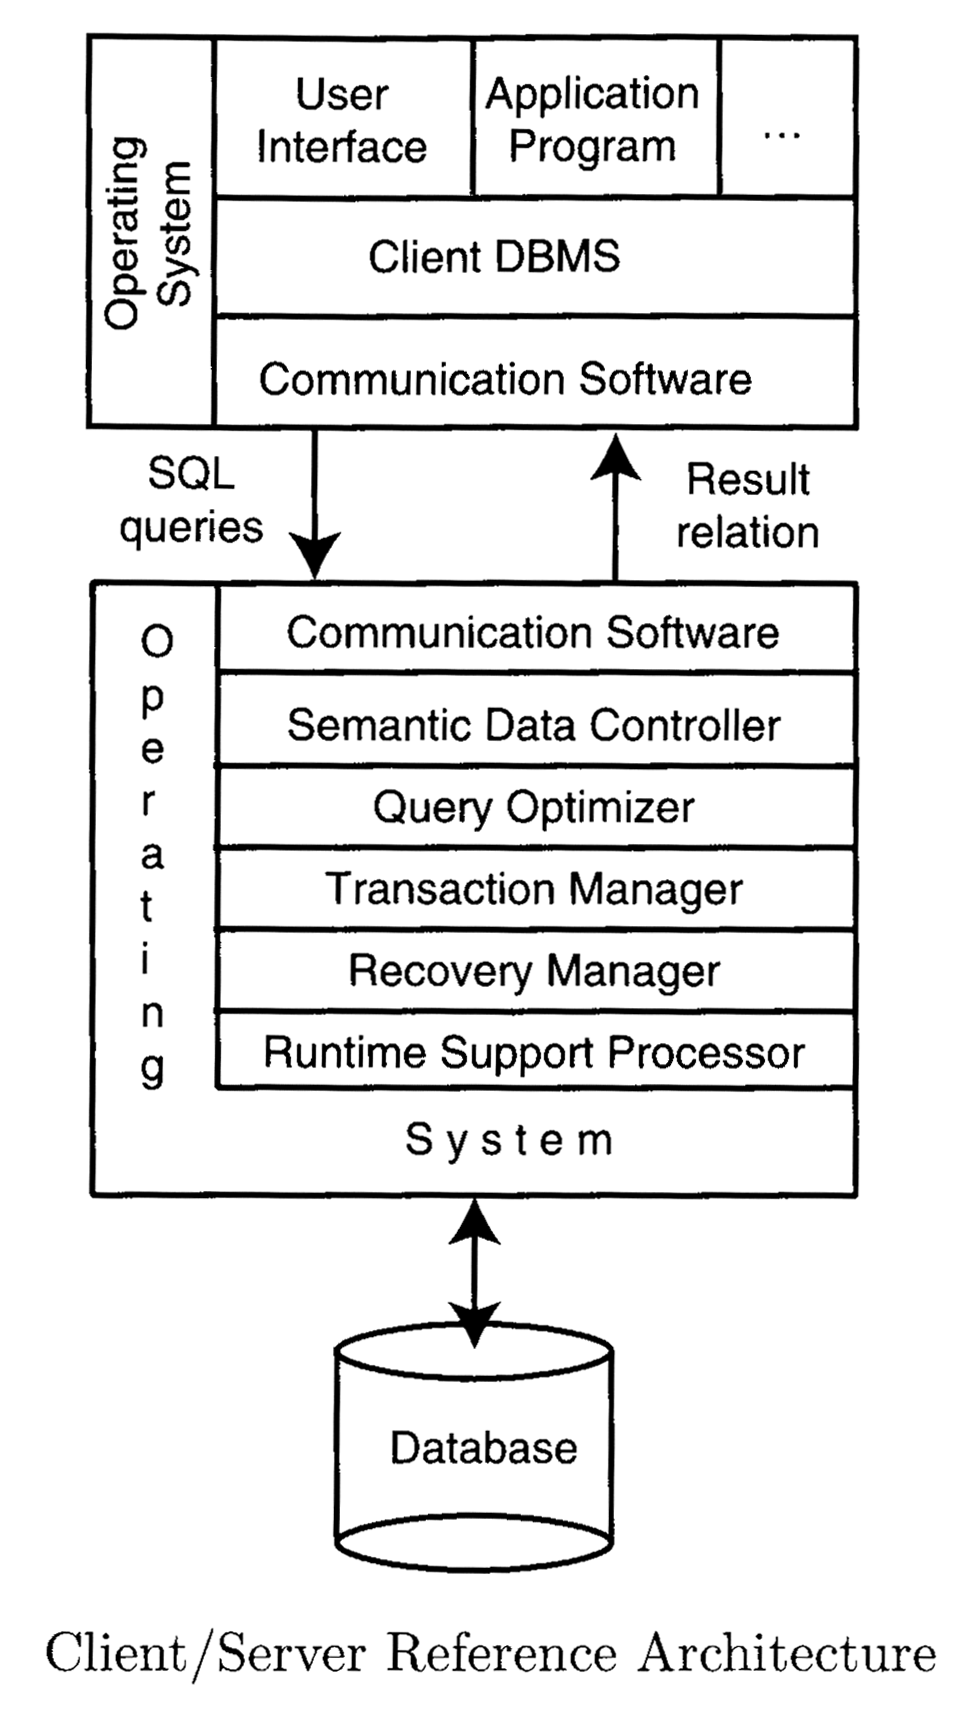 Operating
System
User
Interface
Application
Program
...
Client DBMS
Communication Software
SQL
queries
Result
relation
Operating
Communication Software
Semantic Data Controller
Query Optimizer
Transaction Manager
Recovery Manager
Runtime Support Processor
System
Database
Client/Server Reference Architecture